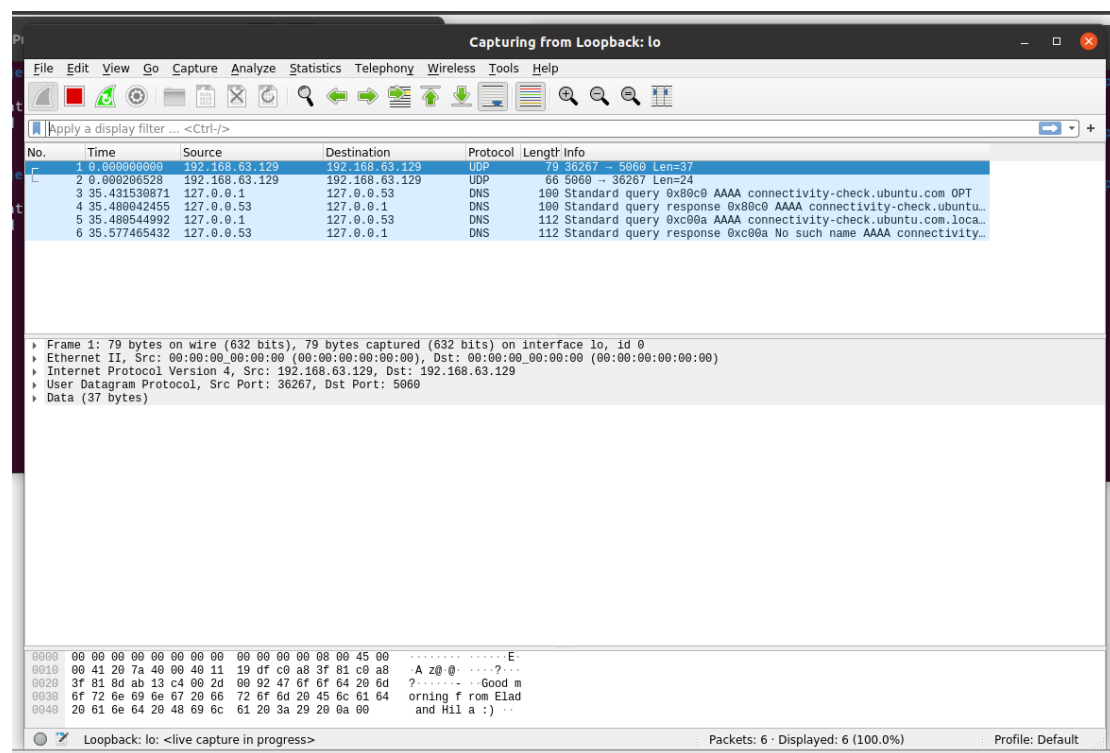 Capturing from Loopback: lo
File Edit View Go Capture Analyze Statistics Telephony Wireless Tools Help
Apply a display filter ... <Ctrl-/>
No. Time Source Destination Protocol Length Info
1 0.000000000 192.168.63.129 192.168.63.129 UDP 79 36267 → 5060 Len=37
2 0.000206528 192.168.63.129 192.168.63.129 UDP 66 5060 → 36267 Len=24
3 35.431530871 127.0.0.1 127.0.0.53 DNS 100 Standard query 0x80c0 AAAA connectivity-check.ubuntu.com OPT
4 35.480042455 127.0.0.53 127.0.0.1 DNS 100 Standard query response 0x80c0 AAAA connectivity-check.ubuntu…
5 35.480544992 127.0.0.1 127.0.0.53 DNS 112 Standard query 0xc00a AAAA connectivity-check.ubuntu.com.loca…
6 35.577465432 127.0.0.53 127.0.0.1 DNS 112 Standard query response 0xc00a No such name AAAA connectivity…
Frame 1: 79 bytes on wire (632 bits), 79 bytes captured (632 bits) on interface lo, id 0
Ethernet II, Src: 00:00:00_00:00:00 (00:00:00:00:00:00), Dst: 00:00:00_00:00:00 (00:00:00:00:00:00)
Internet Protocol Version 4, Src: 192.168.63.129, Dst: 192.168.63.129
User Datagram Protocol, Src Port: 36267, Dst Port: 5060
Data (37 bytes)
0000 00 00 00 00 00 00 00 00 00 00 00 00 08 00 45 00 ········ ······E·
0010 00 41 20 7a 40 00 40 11 19 df c0 a8 3f 81 c0 a8 ·A z@·@· ····?···
0020 3f 81 8d ab 13 c4 00 2d 00 92 47 6f 6f 64 20 6d ?······- ··Good m
0030 6f 72 6e 69 6e 67 20 66 72 6f 6d 20 45 6c 61 64 orning f rom Elad
0040 20 61 6e 64 20 48 69 6c 61 20 3a 29 20 0a 00 and Hil a :) ··
Loopback: lo: <live capture in progress> Packets: 6 · Displayed: 6 (100.0%) Profile: Default